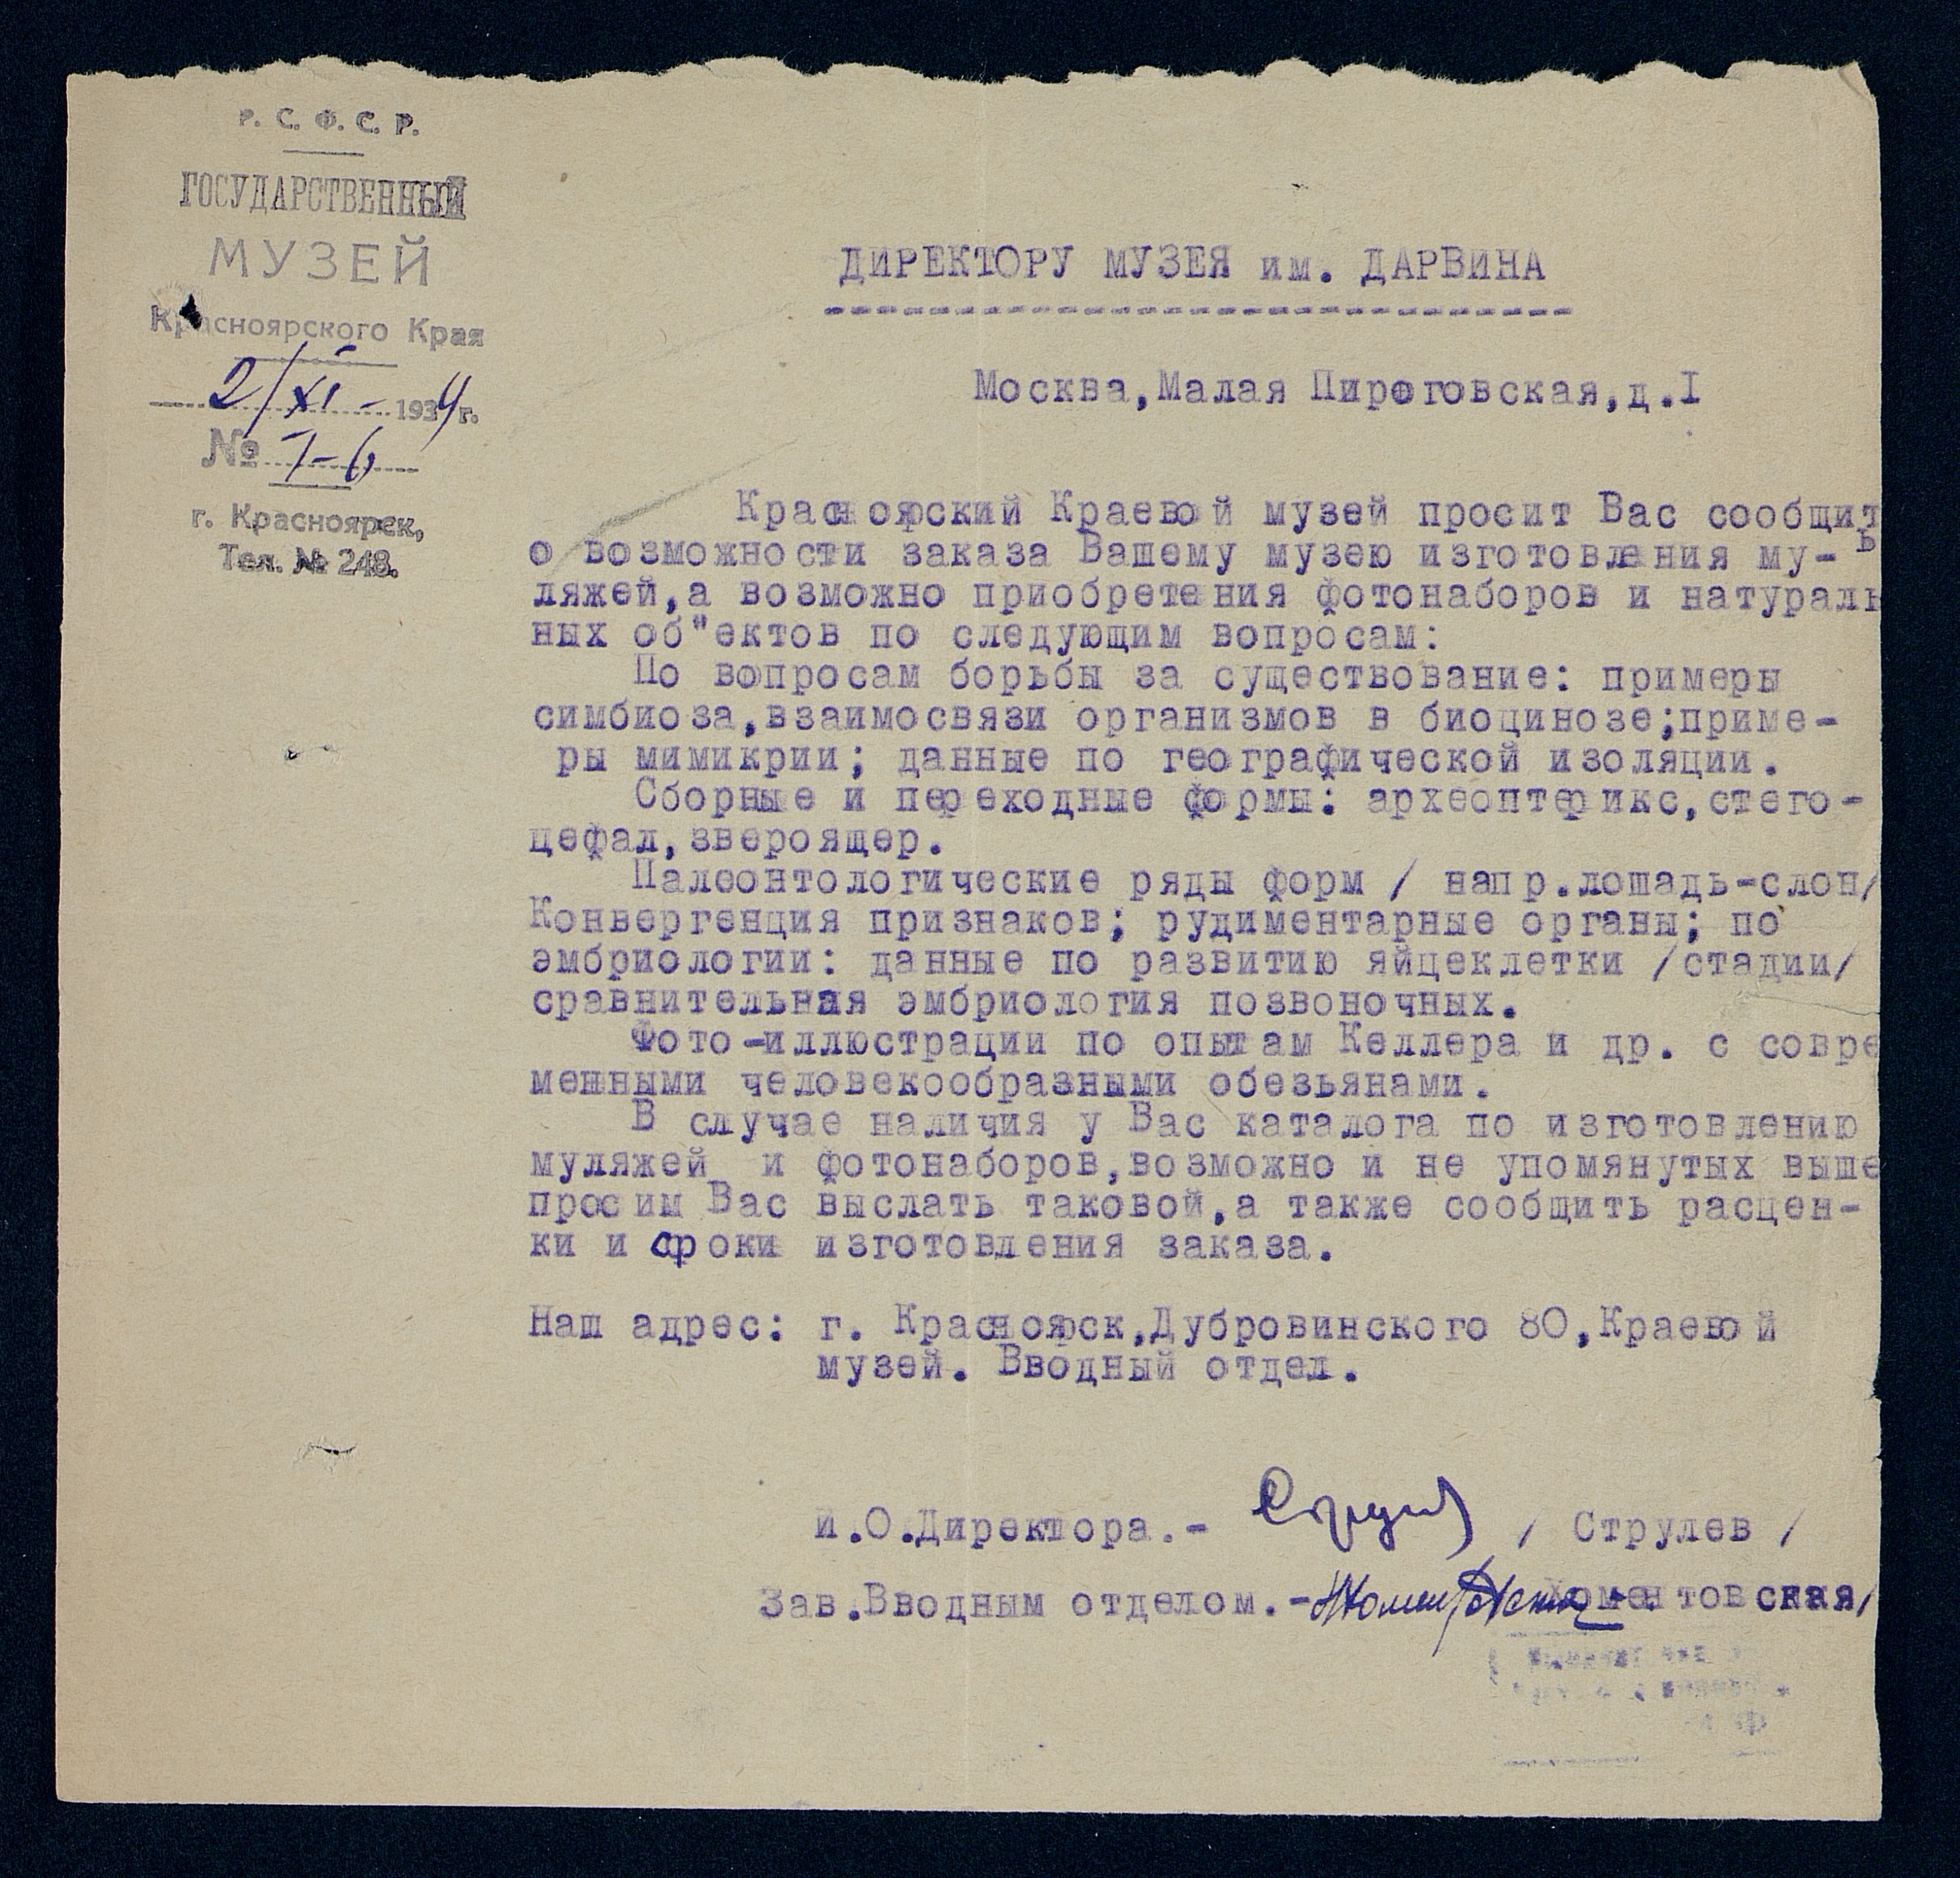 Р. С. Ф. С. Р.
ГОСУДАРСТВЕННЫЙ
МУЗЕЙ
Красноярского Края
2/XI - 1934г.
№ 7-6
г. Красноярск,
Тел. № 248.
ДИРЕКТОРУ МУЗЕЯ им. ДАРВИНА
Москва,Малая Пироговская,д.I
Красноярский Краевой музей просит Вас сообщить
о возможности заказа Вашему музею изготовления му-
ляжей,а возможно приобретения фотонаборов и натураль
ных об"ектов по следующим вопросам:
По вопросам борьбы за существование: примеры
симбиоза,взаимосвязи организмов в биоцинозе;приме-
ры мимикрии; данные по географической изоляции.
Сборные и переходные формы: археоптерикс,стего-
цефал,звероящер.
Палеонтологические ряды форм / напр.лошадь-слон/
Конвергенция признаков; рудиментарные органы; по
эмбриологии: данные по развитию яйцеклетки /стадии/
сравнительная эмбриология позвоночных.
Фото-иллюстрации по опытам Келлера и др. с совре
менными человекообразными обезьянами.
В случае наличия у Вас каталога по изготовлению
муляжей и фотонаборов,возможно и не упомянутых выше
просим Вас выслать таковой,а также сообщить расцен-
ки и сроки изготовления заказа.
Наш адрес: г. Красноярск,Дубровинского 80,Краевой
музей. Вводный отдел.
И.О.Директора.- / Струлев /
Зав.Вводным отделом.- Хоментовская/